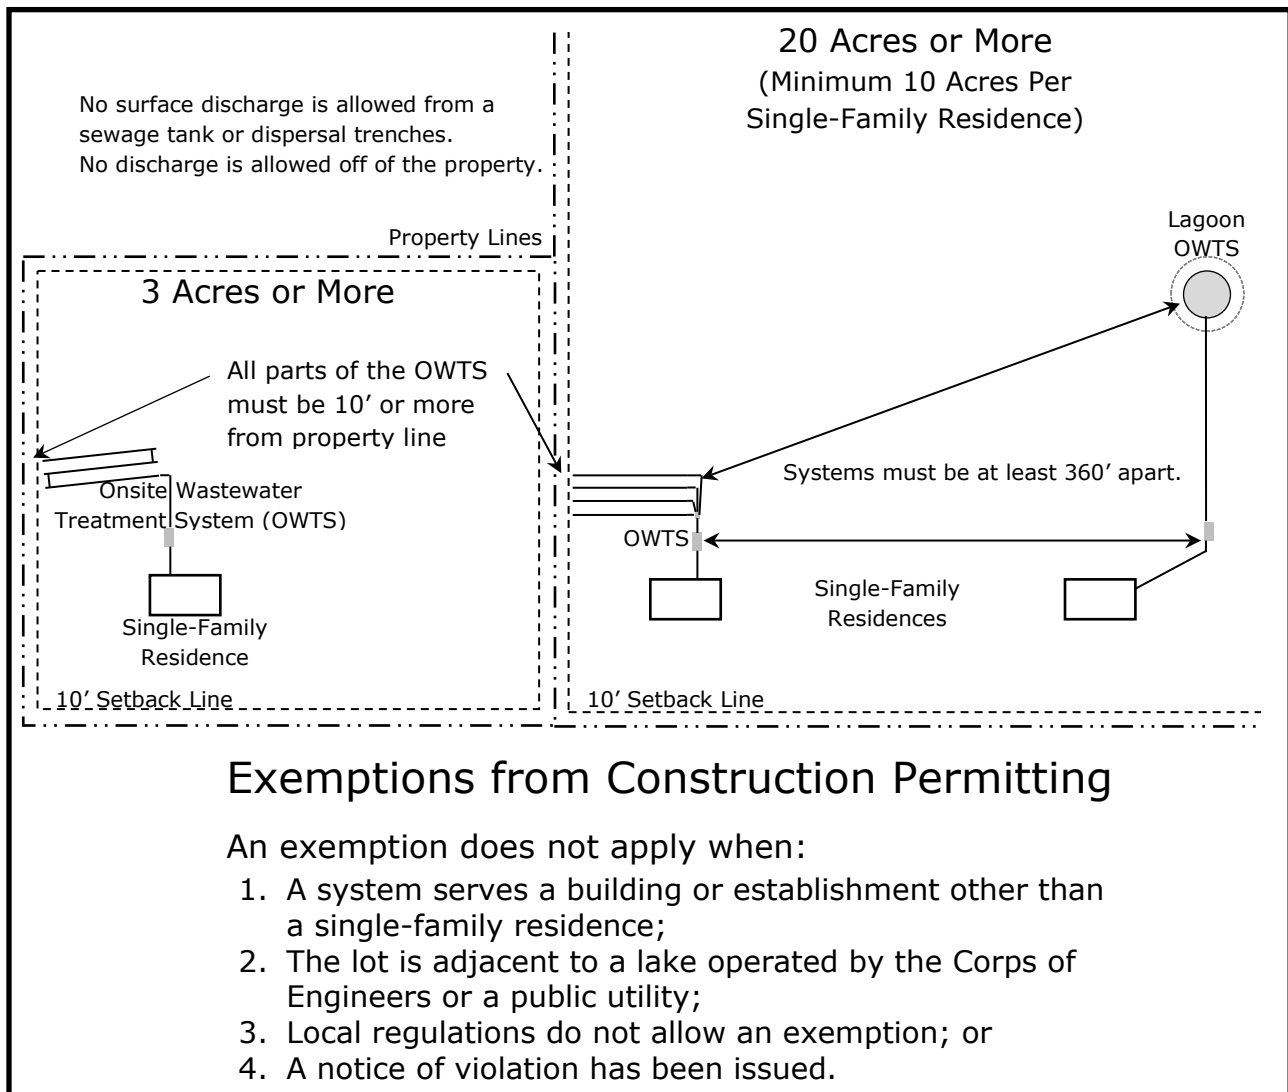 No surface discharge is allowed from a
sewage tank or dispersal trenches.
No discharge is allowed off of the property.
Property Lines
3 Acres or More
All parts of the OWTS
must be 10′ or more
from property line
Onsite Wastewater
Treatment System (OWTS)
Single-Family
Residence
10′ Setback Line
20 Acres or More
(Minimum 10 Acres Per
Single-Family Residence)
Lagoon
OWTS
Systems must be at least 360′ apart.
OWTS
Single-Family
Residences
10′ Setback Line
Exemptions from Construction Permitting
An exemption does not apply when:
1. A system serves a building or establishment other than
a single-family residence;
2. The lot is adjacent to a lake operated by the Corps of
Engineers or a public utility;
3. Local regulations do not allow an exemption; or
4. A notice of violation has been issued.